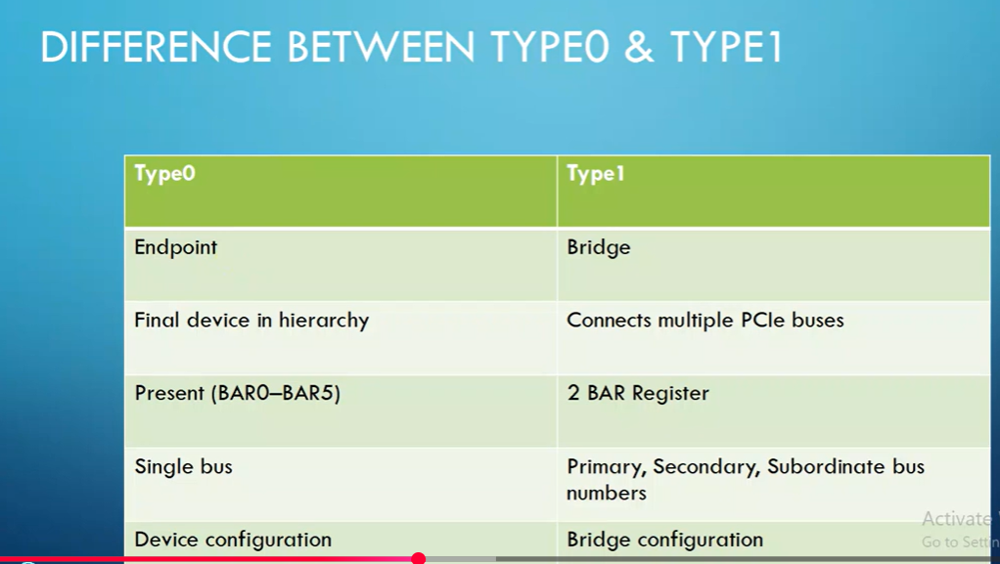 DIFFERENCE BETWEEN TYPE0 & TYPE1
Type0 Type1
Endpoint Bridge
Final device in hierarchy Connects multiple PCIe buses
Present (BAR0–BAR5) 2 BAR Register
Single bus Primary, Secondary, Subordinate bus
numbers
Device configuration Bridge configuration
Activate
Go to